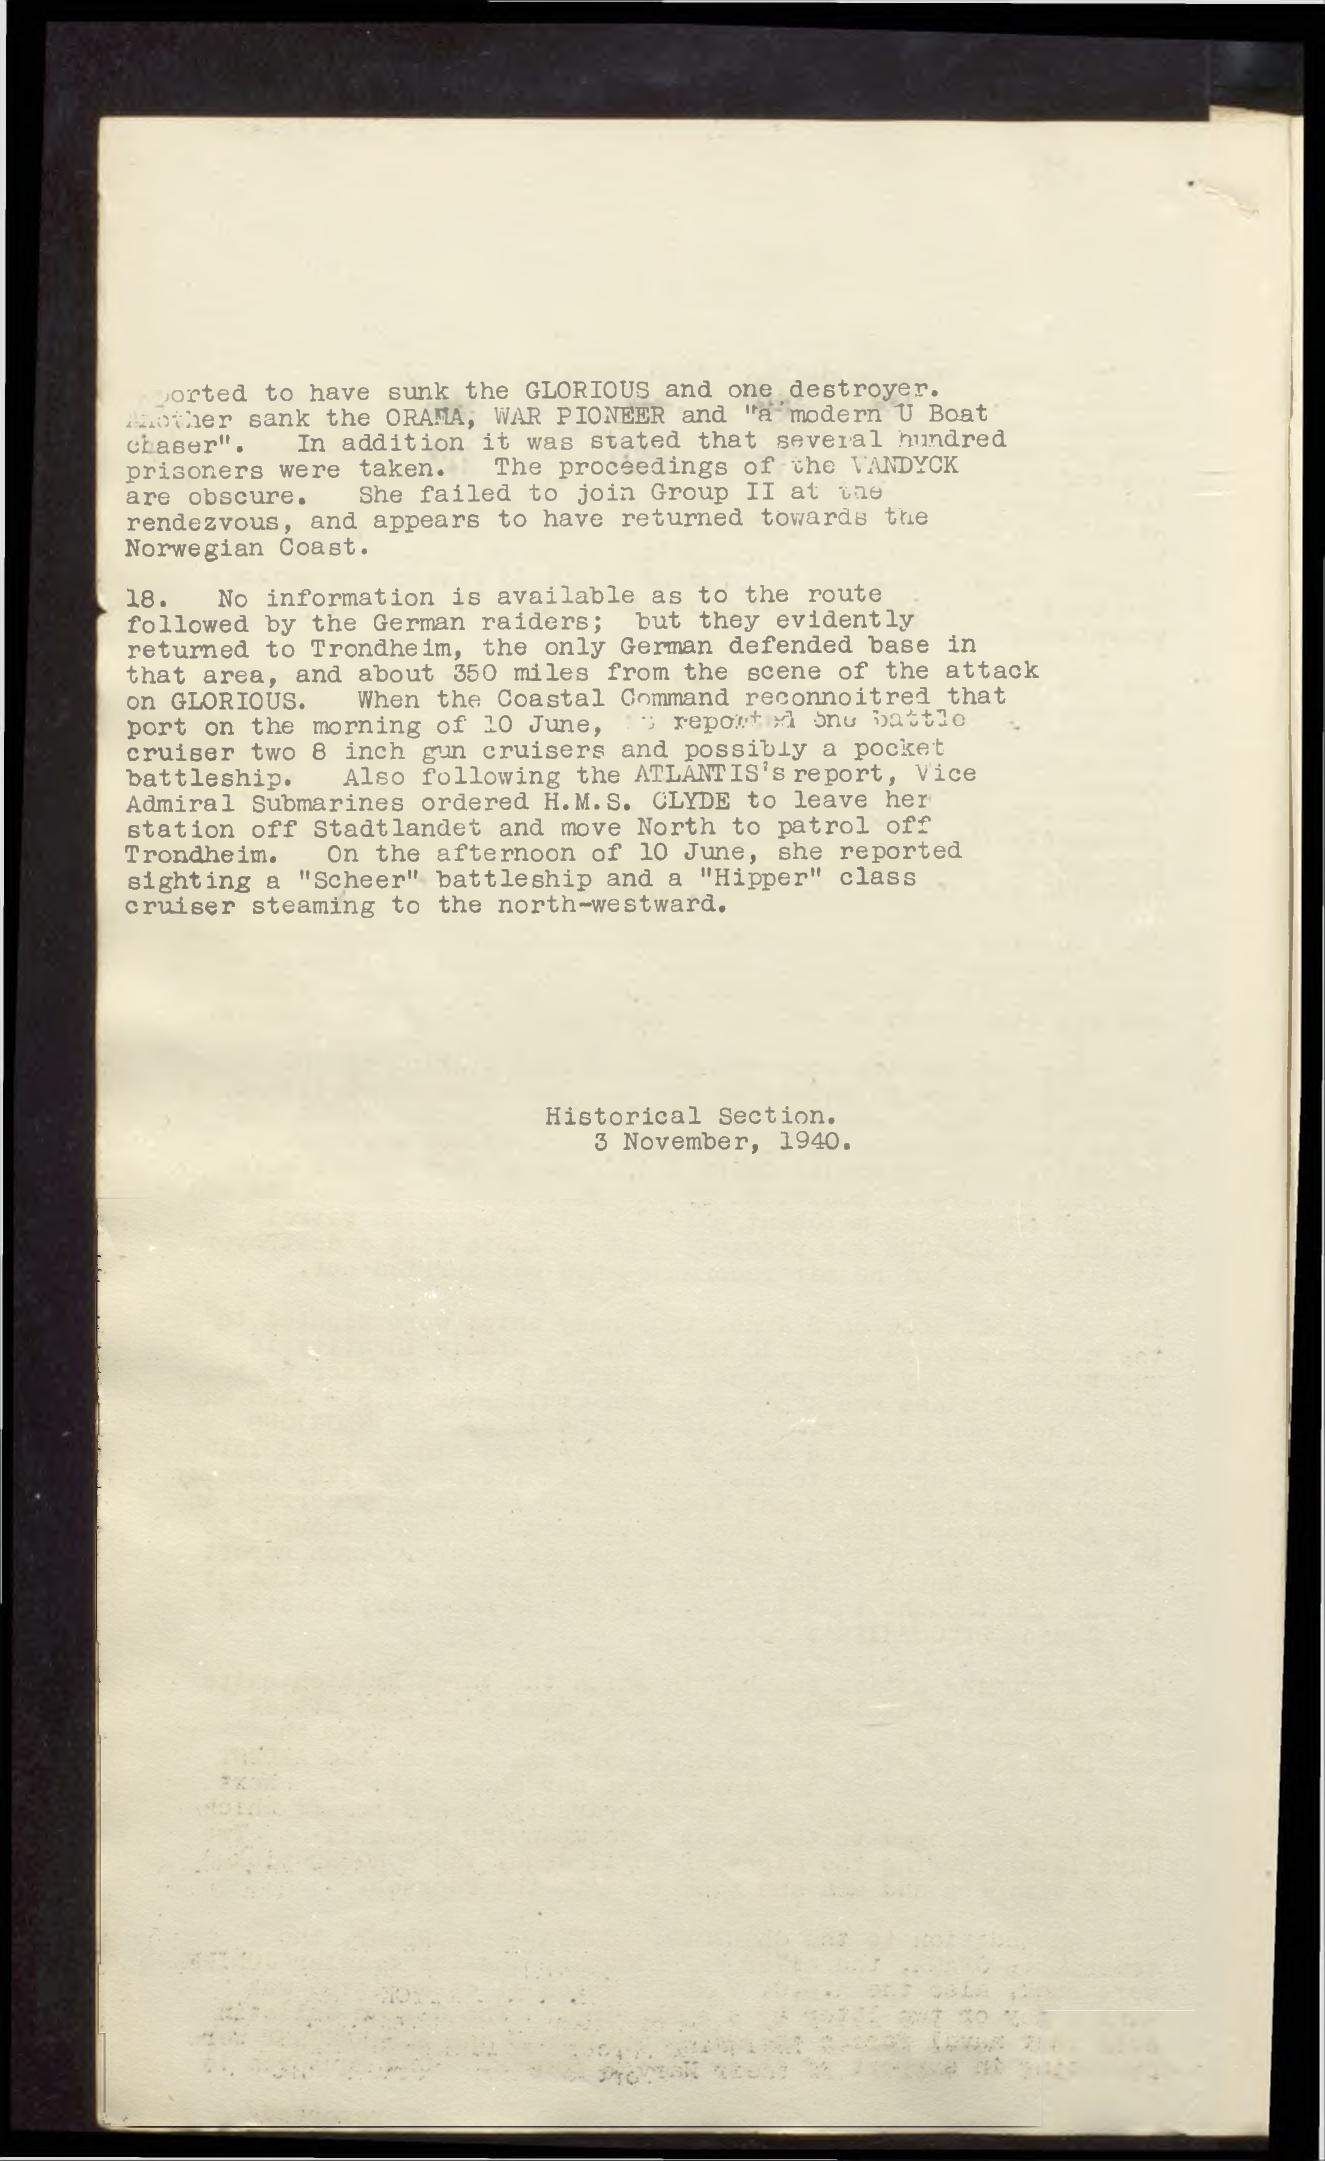 orted to have sunk the GLORIOUS and one destroyer.
Another sank the ORAMA, WAR PIONEER and "a modern U Boat
chaser". In addition it was stated that several hundred
prisoners were taken. The proceedings of the VANDYCK
are obscure. She failed to join Group II at the
rendezvous, and appears to have returned towards the
Norwegian Coast.
18. No information is available as to the route
followed by the German raiders; but they evidently
returned to Trondheim, the only German defended base in
that area, and about 350 miles from the scene of the attack
on GLORIOUS. When the Coastal Command reconnoitred that
port on the morning of 10 June, reported one battle
cruiser two 8 inch gun cruisers and possibly a pocket
battleship. Also following the ATLANTIS's report, Vice
Admiral Submarines ordered H.M.S. CLYDE to leave her
station off Stadtlandet and move North to patrol off
Trondheim. On the afternoon of 10 June, she reported
sighting a "Scheer" battleship and a "Hipper" class
cruiser steaming to the north-westward.
Historical Section.
3 November, 1940.